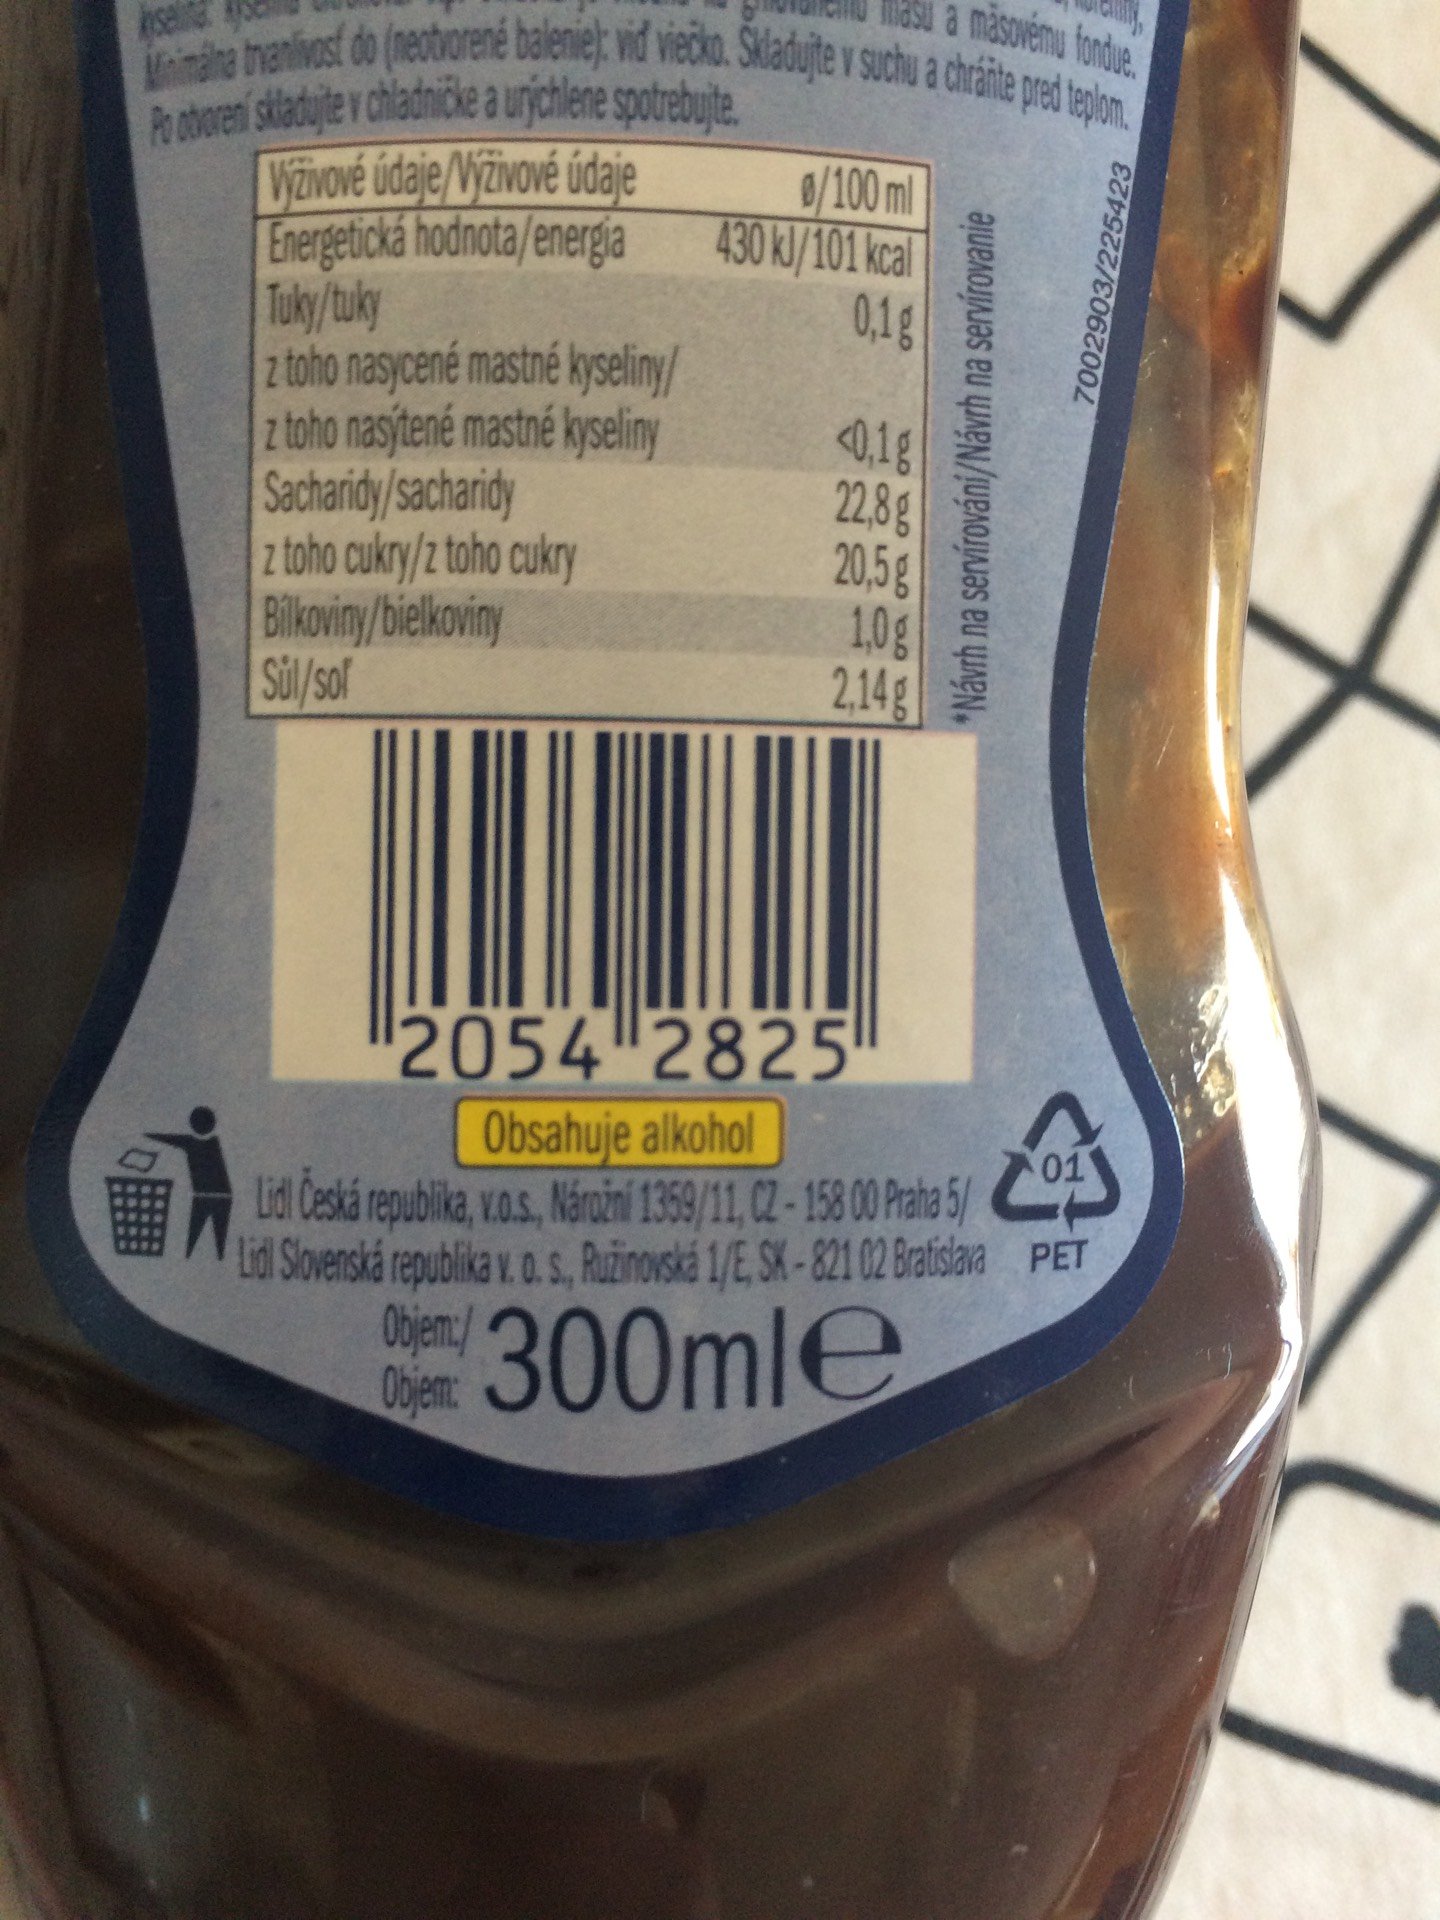 mäsu a mäsovému fondue.
Minimálna trvanlivosť do (neotvorené balenie): viď viečko. Skladujte v suchu a chráňte pred teplom.
Po otvorení skladujte v chladničke a urýchlene spotrebujte.
Výživové údaje/Výživové údaje ø/100 ml
Energetická hodnota/energia 430 kJ/101 kcal
Tuky/tuky 0,1 g
z toho nasycené mastné kyseliny/
z toho nasýtené mastné kyseliny <0,1 g
Sacharidy/sacharidy 22,8 g
z toho cukry/z toho cukry 20,5 g
Bílkoviny/bielkoviny 1,0 g
Sůl/soľ 2,14 g
*Návrh na servírování/Návrh na servírovanie
7002903/225423
2054 2825
Obsahuje alkohol
Lidl Česká republika, v.o.s., Nárožní 1359/11, CZ - 158 00 Praha 5/
Lidl Slovenská republika v. o. s., Ružinovská 1/E, SK - 821 02 Bratislava
01
PET
Objem:/
Objem: 300ml e